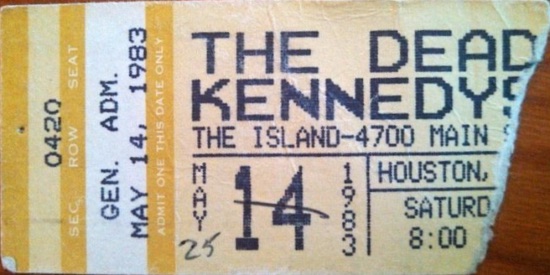 SEC. ROW SEAT
0420
GEN. ADM.
MAY 14, 1983
ADMIT ONE THIS DATE ONLY
THE DEAD
KENNEDYS
THE ISLAND-4700 MAIN
MAY 14 1983
25
HOUSTON,
SATURD
8:00